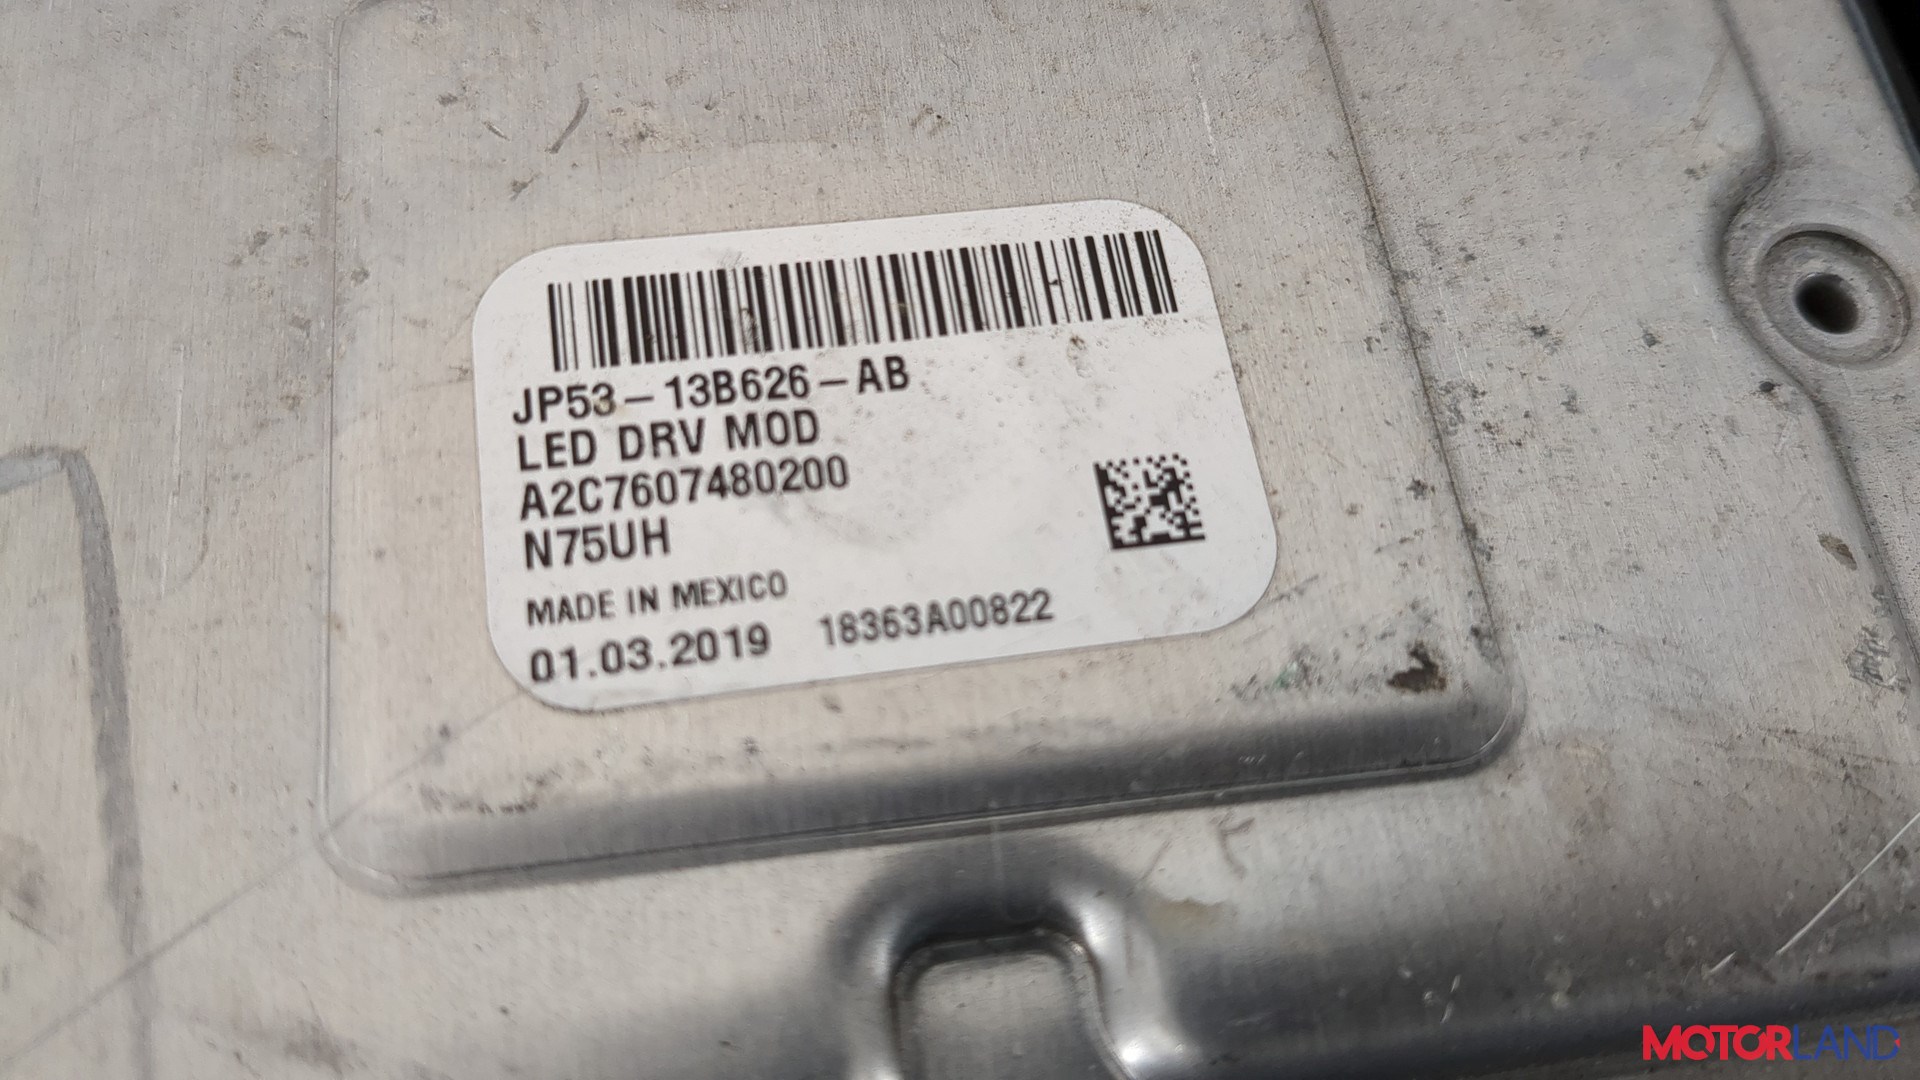 JP53-13B626-AB
LED DRV MOD
A2C7607480200
N75UH
MADE IN MEXICO
01.03.2019 18363A00822
MOTORLAND